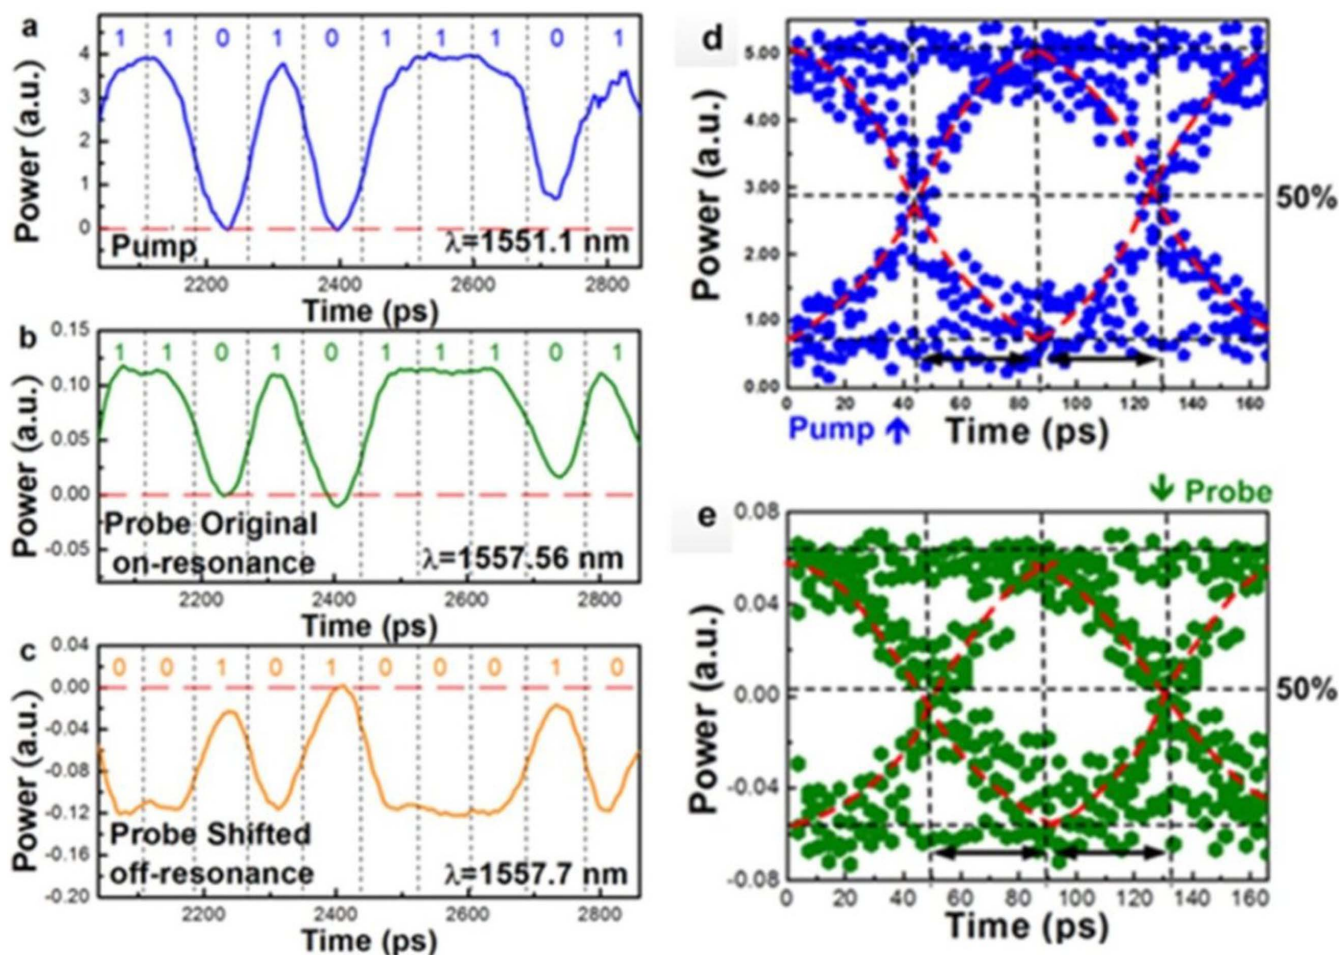 a
1 1 0 1 0 1 1 1 0 1
Power (a.u.)
4
3
2
1
0
Pump
λ=1551.1 nm
2200 2400 2600 2800
Time (ps)
b
1 1 0 1 0 1 1 1 0 1
Power (a.u.)
0.15
0.10
0.05
0.00
-0.05
Probe Original
on-resonance
λ=1557.56 nm
2200 2400 2600 2800
Time (ps)
c
0 0 1 0 1 0 0 0 1 0
Power (a.u.)
0.04
0.00
-0.04
-0.08
-0.12
-0.16
-0.20
Probe Shifted
off-resonance
λ=1557.7 nm
2200 2400 2600 2800
Time (ps)
d
Power (a.u.)
5.00
4.00
3.00
2.00
1.00
0.00
50%
0 20 40 60 80 100 120 140 160
Pump ↑ Time (ps)
↓ Probe
e
Power (a.u.)
0.08
0.04
0.00
-0.04
-0.08
50%
0 20 40 60 80 100 120 140 160
Time (ps)